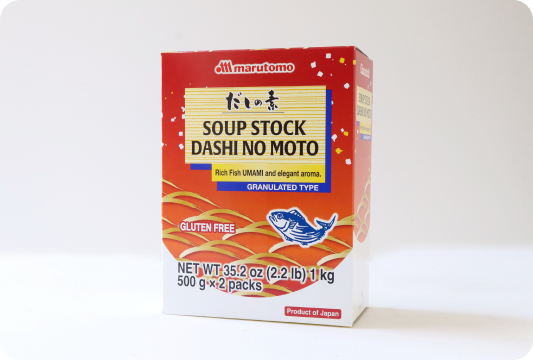 marutomo
だしの素
SOUP STOCK
DASHI NO MOTO
Rich Fish UMAMI and elegant aroma.
GRANULATED TYPE
GLUTEN FREE
NET WT 35.2 oz (2.2 lb) 1 kg
500 g × 2 packs
Product of Japan